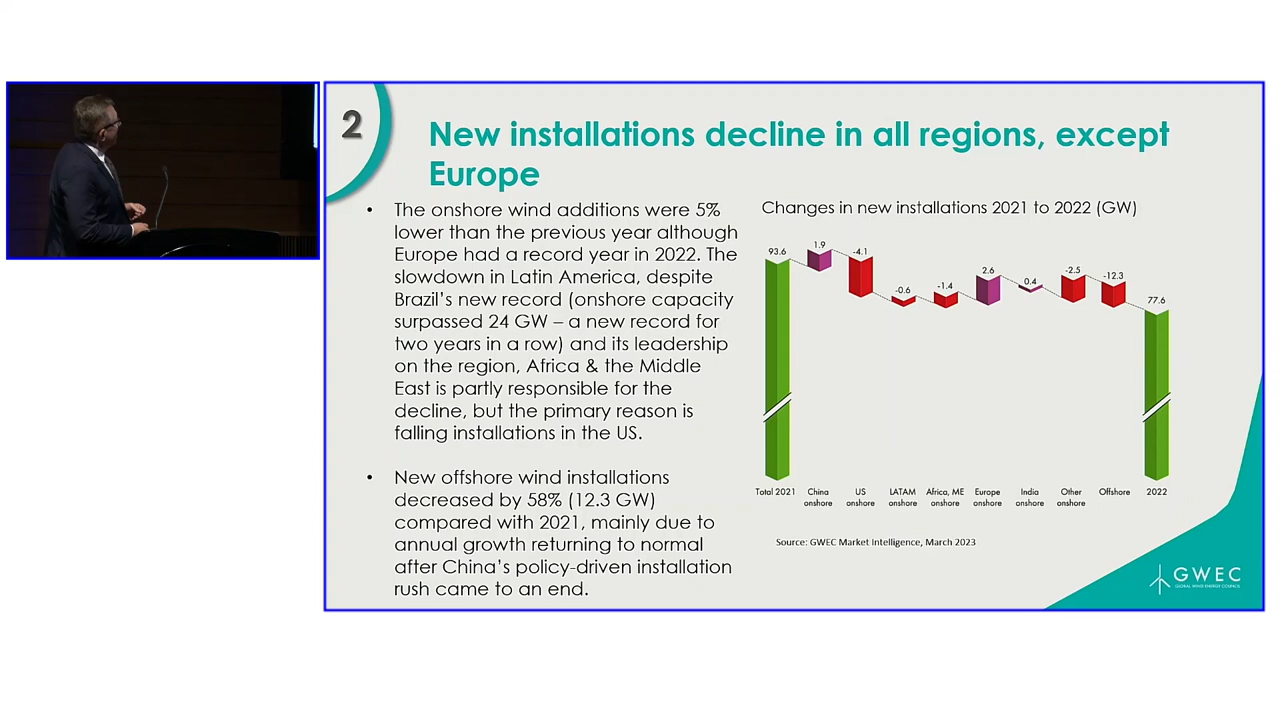 2
New installations decline in all regions, except
Europe
• The onshore wind additions were 5%
lower than the previous year although
Europe had a record year in 2022. The
slowdown in Latin America, despite
Brazil’s new record (onshore capacity
surpassed 24 GW – a new record for
two years in a row) and its leadership
on the region, Africa & the Middle
East is partly responsible for the
decline, but the primary reason is
falling installations in the US.
• New offshore wind installations
decreased by 58% (12.3 GW)
compared with 2021, mainly due to
annual growth returning to normal
after China’s policy-driven installation
rush came to an end.
Changes in new installations 2021 to 2022 (GW)
93.6
1.9
-4.1
-0.6
-1.4
2.6
0.4
-2.5
-12.3
77.6
Total 2021
China
onshore
US
onshore
LATAM
onshore
Africa, ME
onshore
Europe
onshore
India
onshore
Other
onshore
Offshore
2022
Source: GWEC Market Intelligence, March 2023
GWEC
GLOBAL WIND ENERGY COUNCIL